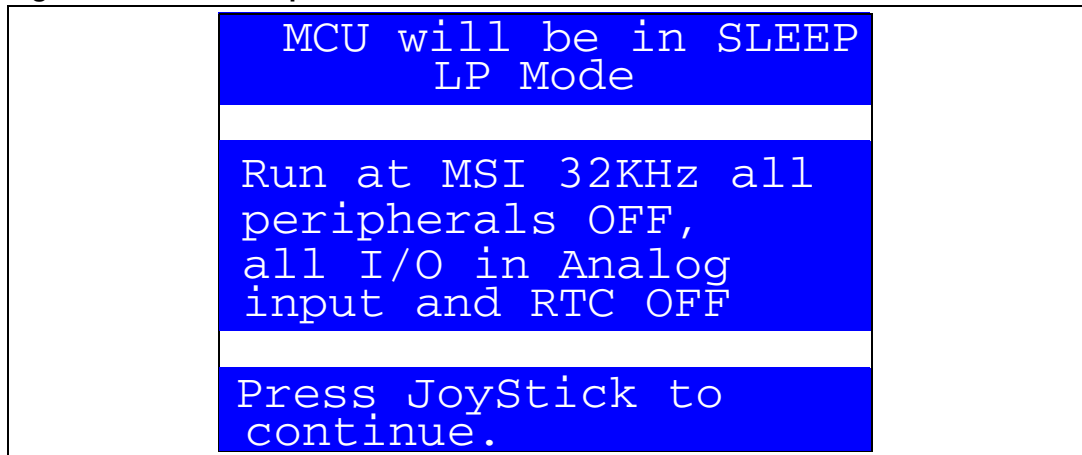 MCU will be in SLEEP
LP Mode
Run at MSI 32KHz all
peripherals OFF,
all I/O in Analog
input and RTC OFF
Press JoyStick to
continue.